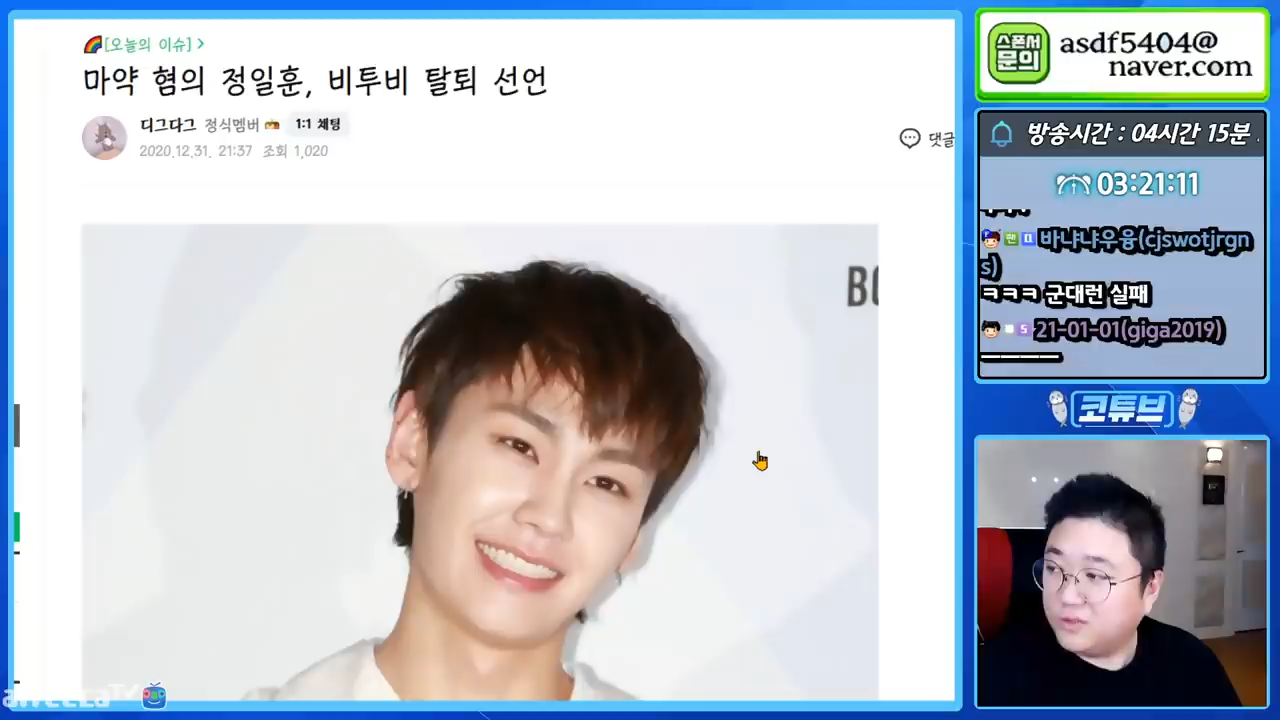 [오늘의 이슈] >
마약 혐의 정일훈, 비투비 탈퇴 선언
디그다그 정식멤버 1:1 채팅
2020.12.31. 21:37 조회 1,020
댓글
BO
스폰서
문의
asdf5404@
naver.com
방송시간 : 04시간 15분
03:21:11
바냐냐우융(cjswotjrgn
s)
ㅋㅋㅋ 군대런 실패
21-01-01(giga2019)
ㅡㅡㅡㅡ
코튜브